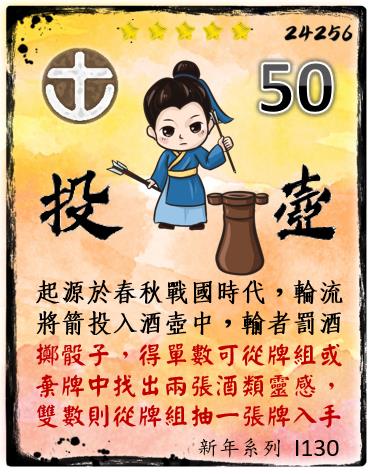 24256
50
投壺
起源於春秋戰國時代，輪流
將箭投入酒壺中，輸者罰酒
擲骰子，得單數可從牌組或
棄牌中找出兩張酒類靈感，
雙數則從牌組抽一張牌入手
新年系列 I130